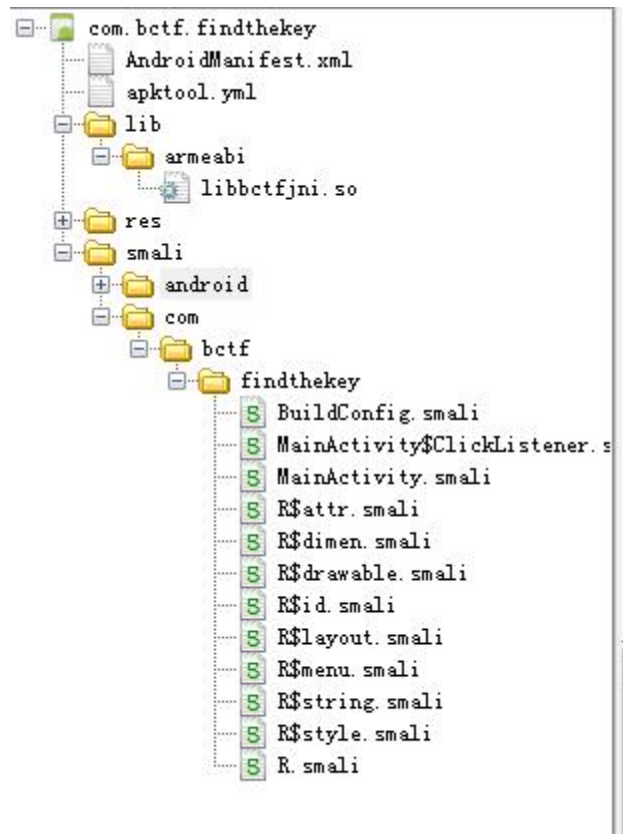 com.bctf.findthekey
AndroidManifest.xml
apktool.yml
lib
armeabi
libbctfjni.so
res
smali
android
com
bctf
findthekey
BuildConfig.smali
MainActivity$ClickListener.s
MainActivity.smali
R$attr.smali
R$dimen.smali
R$drawable.smali
R$id.smali
R$layout.smali
R$menu.smali
R$string.smali
R$style.smali
R.smali